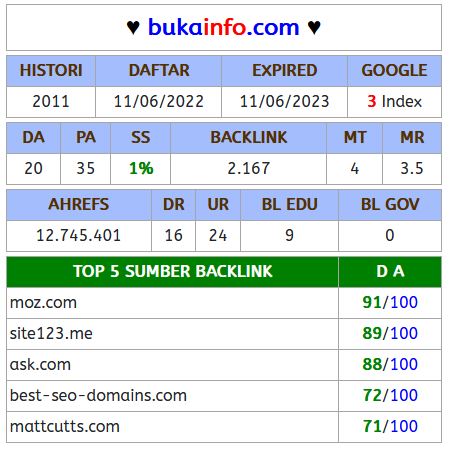 ♥ bukainfo.com ♥
HISTORI DAFTAR EXPIRED GOOGLE
2011 11/06/2022 11/06/2023 3 Index
DA PA SS BACKLINK MT MR
20 35 1% 2.167 4 3.5
AHREFS DR UR BL EDU BL GOV
12.745.401 16 24 9 0
TOP 5 SUMBER BACKLINK D A
moz.com 91/100
site123.me 89/100
ask.com 88/100
best-seo-domains.com 72/100
mattcutts.com 71/100